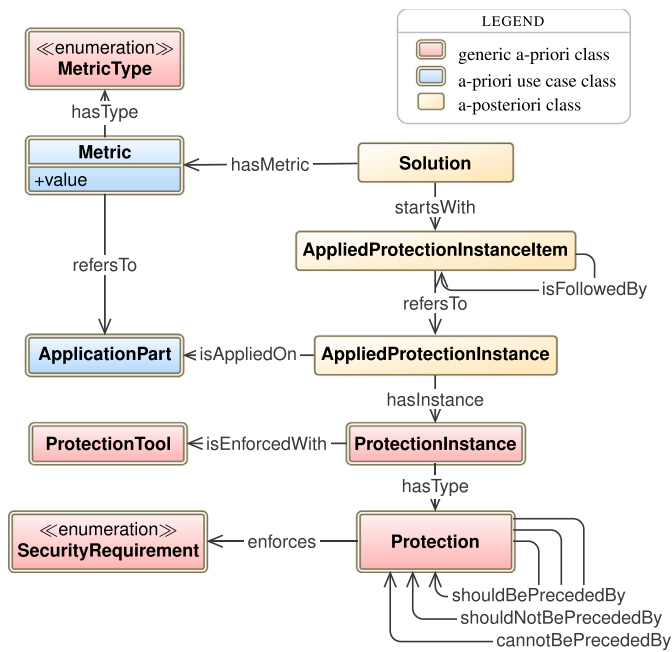 LEGEND
generic a-priori class
a-priori use case class
a-posteriori class
≪enumeration≫
MetricType
hasType
Metric
+value
hasMetric
Solution
startsWith
AppliedProtectionInstanceItem
isFollowedBy
refersTo
refersTo
ApplicationPart
isAppliedOn
AppliedProtectionInstance
hasInstance
ProtectionTool
isEnforcedWith
ProtectionInstance
hasType
≪enumeration≫
SecurityRequirement
enforces
Protection
shouldBePrecededBy
shouldNotBePrecededBy
cannotBePrecededBy